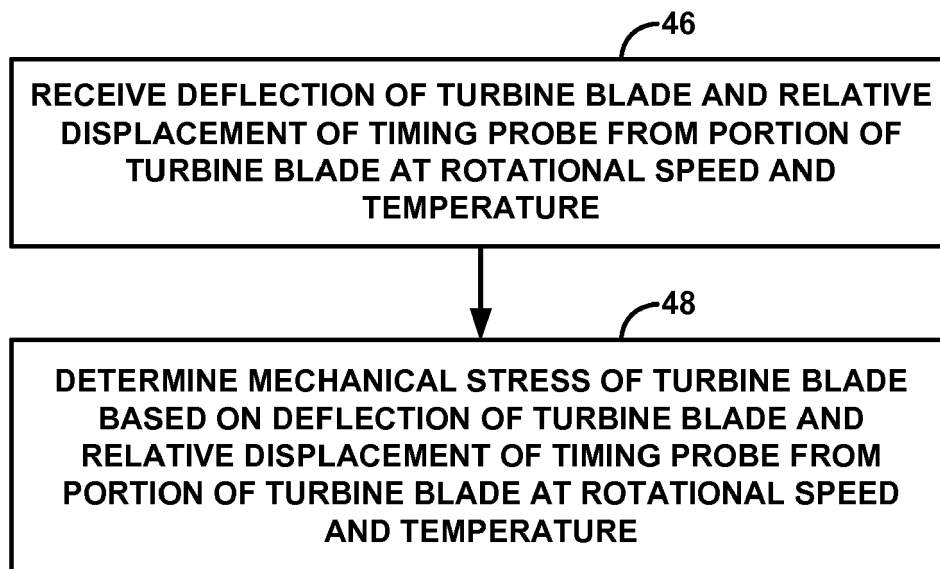 46
RECEIVE DEFLECTION OF TURBINE BLADE AND RELATIVE
DISPLACEMENT OF TIMING PROBE FROM PORTION OF
TURBINE BLADE AT ROTATIONAL SPEED AND
TEMPERATURE
48
DETERMINE MECHANICAL STRESS OF TURBINE BLADE
BASED ON DEFLECTION OF TURBINE BLADE AND
RELATIVE DISPLACEMENT OF TIMING PROBE FROM
PORTION OF TURBINE BLADE AT ROTATIONAL SPEED
AND TEMPERATURE